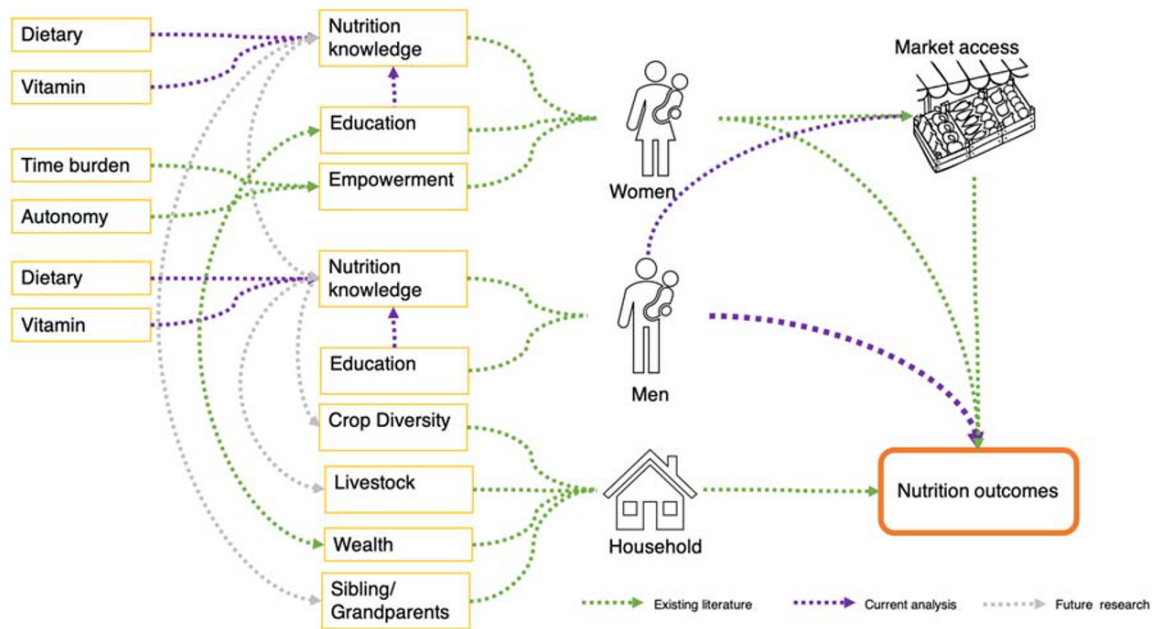 Dietary
Vitamin
Time burden
Autonomy
Dietary
Vitamin
Nutrition
knowledge
Education
Empowerment
Nutrition
knowledge
Education
Crop Diversity
Livestock
Wealth
Sibling/
Grandparents
Women
Men
Household
Market access
Nutrition outcomes
Existing literature
Current analysis
Future research